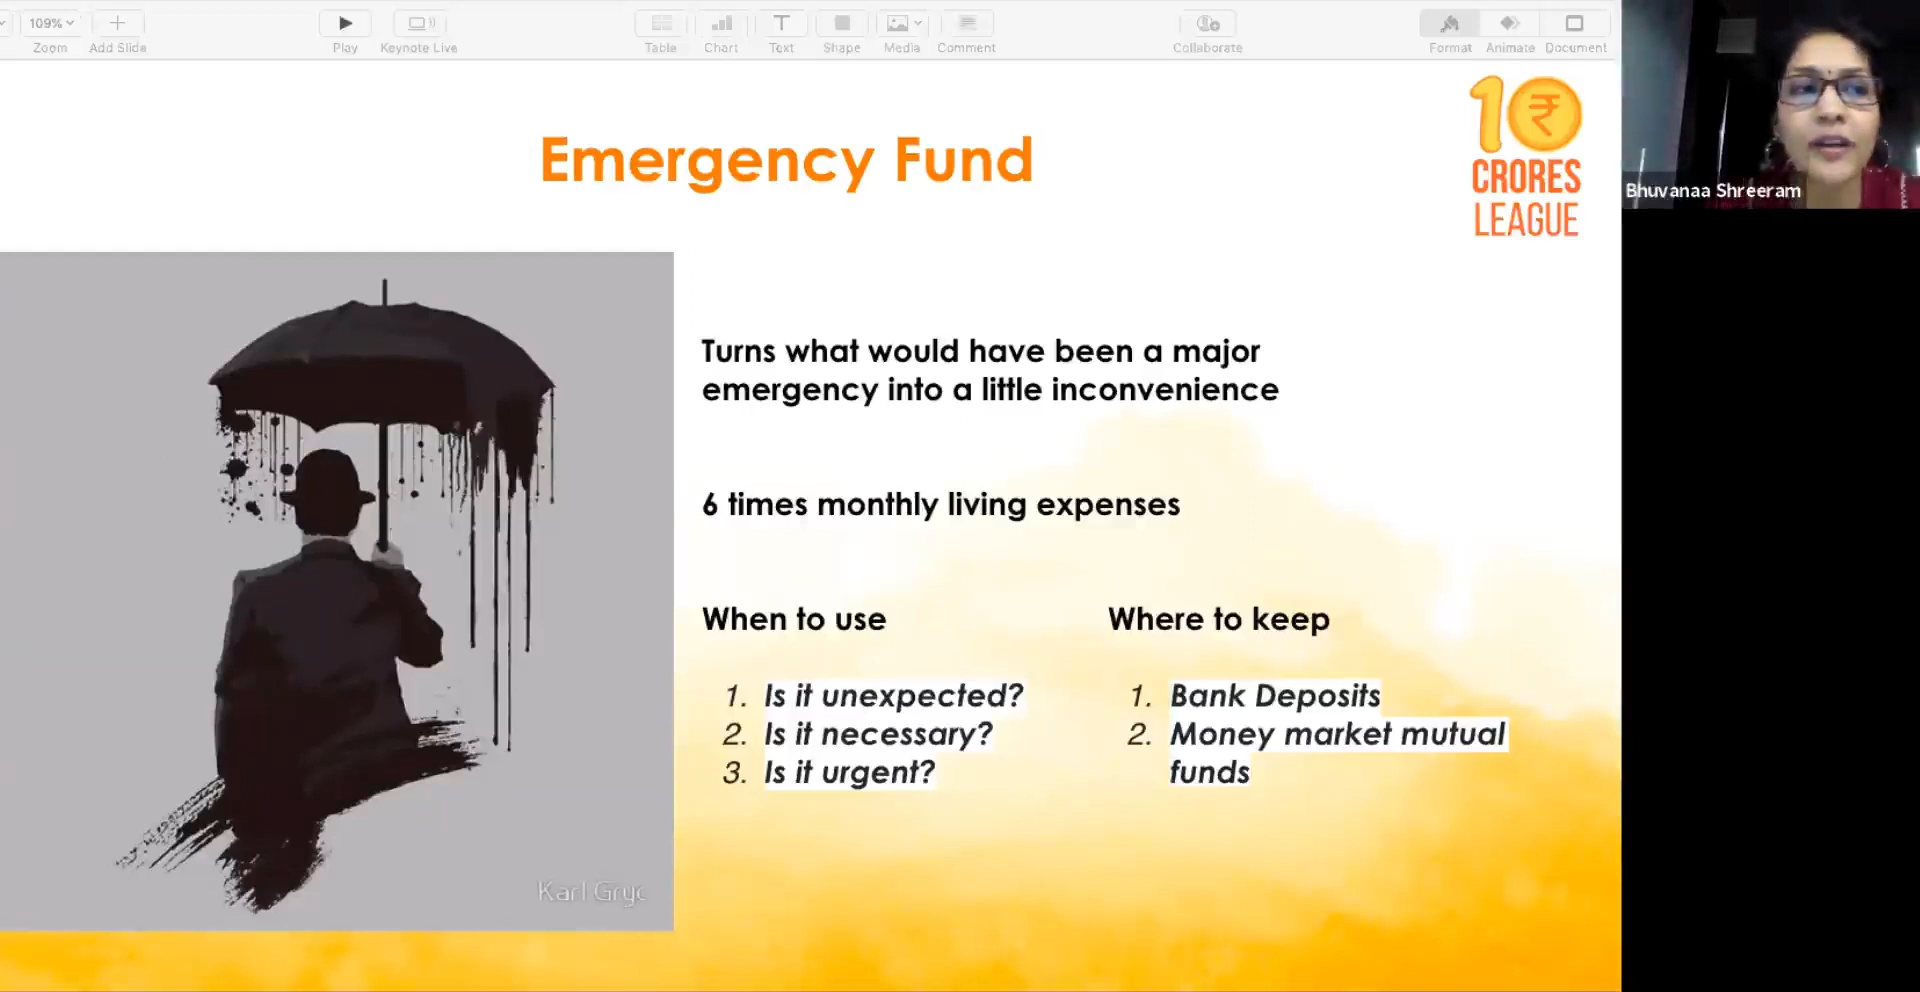 109%
Zoom
Add Slide
Play
Keynote Live
Table
Chart
Text
Shape
Media
Comment
Collaborate
Format
Animate
Document
Emergency Fund
1₹
CRORES
LEAGUE
Bhuvanaa Shreeram
Turns what would have been a major
emergency into a little inconvenience
6 times monthly living expenses
When to use
1. Is it unexpected?
2. Is it necessary?
3. Is it urgent?
Where to keep
1. Bank Deposits
2. Money market mutual
funds
Karl Gryc